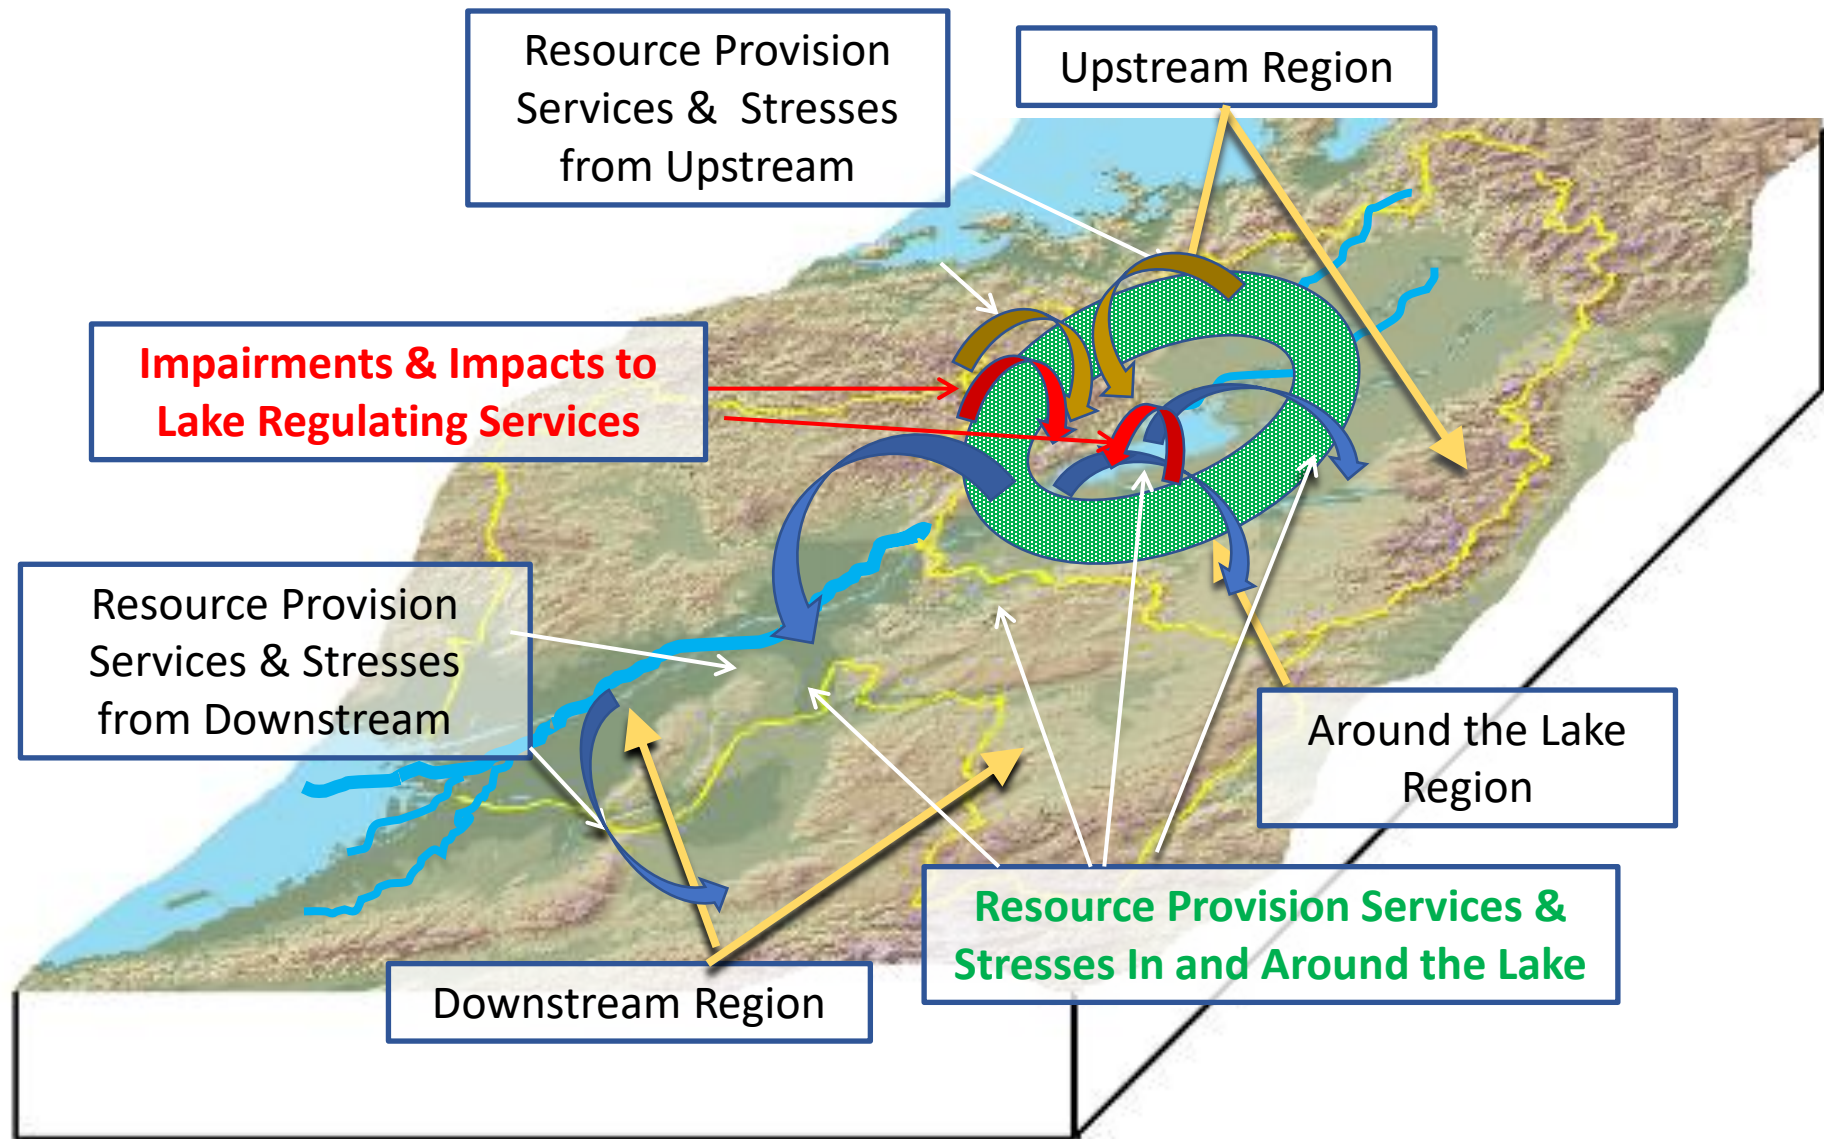 Resource Provision
Services &  Stresses
from Upstream
Upstream Region
Impairments & Impacts to
Lake Regulating Services
Resource Provision
Services & Stresses
from Downstream
Around the Lake
Region
Resource Provision Services &
Stresses In and Around the Lake
Downstream Region